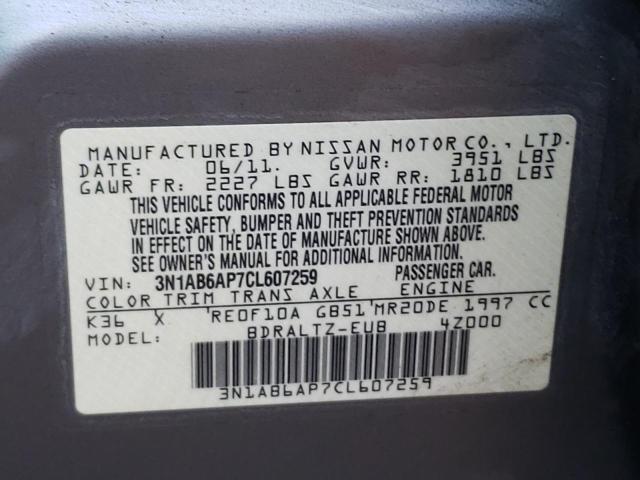 MANUFACTURED BY NISSAN MOTOR CO., LTD.
DATE: 06/11. GVWR: 3951 LBS
GAWR FR: 2227 LBS GAWR RR: 1810 LBS
THIS VEHICLE CONFORMS TO ALL APPLICABLE FEDERAL MOTOR
VEHICLE SAFETY, BUMPER AND THEFT PREVENTION STANDARDS
IN EFFECT ON THE DATE OF MANUFACTURE SHOWN ABOVE.
SEE OWNER'S MANUAL FOR ADDITIONAL INFORMATION.
VIN: 3N1AB6AP7CL607259 PASSENGER CAR.
COLOR TRIM TRANS AXLE ENGINE
K36 X RE0F10A GB51 MR20DE 1997 CC
MODEL: BDRALTZ-EUB 4Z000
3N1AB6AP7CL607259